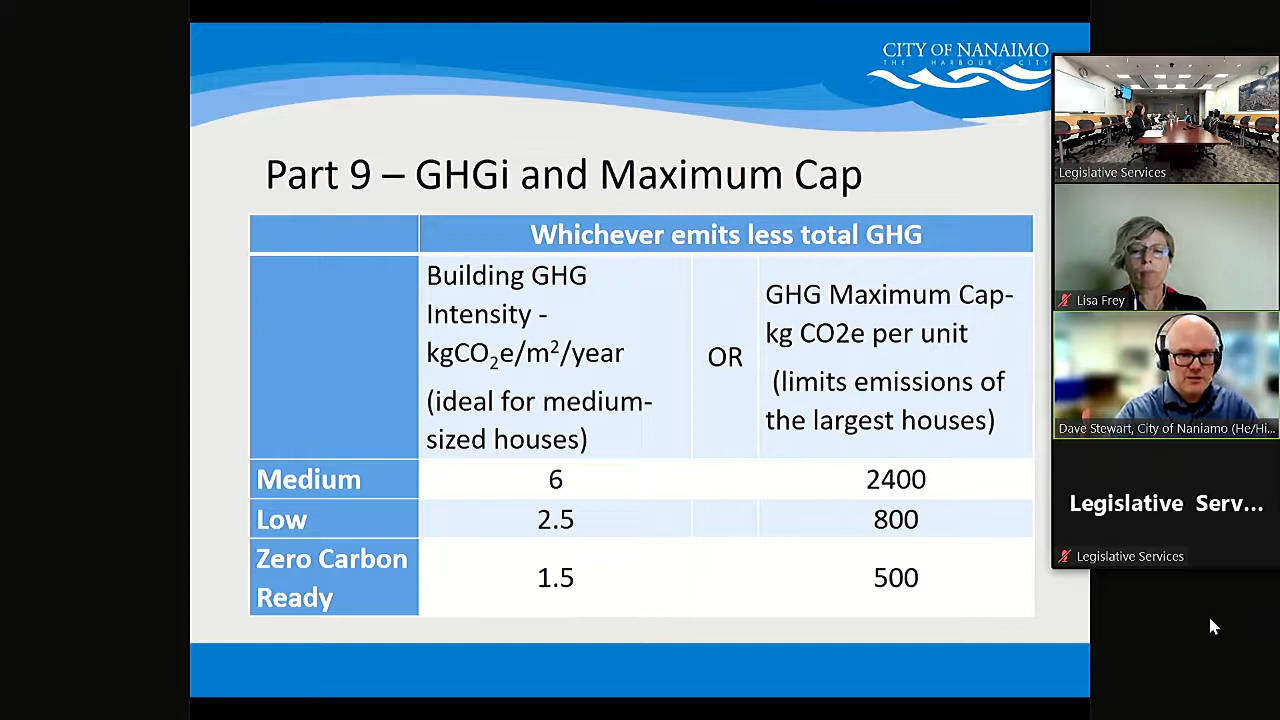 CITY OF NANAIMO
THE HARBOUR CITY
Part 9 – GHGi and Maximum Cap
Whichever emits less total GHG
Building GHG
Intensity -
kgCO₂e/m²/year
(ideal for medium-
sized houses)
OR
GHG Maximum Cap-
kg CO2e per unit
(limits emissions of
the largest houses)
Medium 6 2400
Low 2.5 800
Zero Carbon
Ready 1.5 500
Legislative Services
Lisa Frey
Dave Stewart, City of Naniamo (He/Hi...
Legislative Serv...
Legislative Services